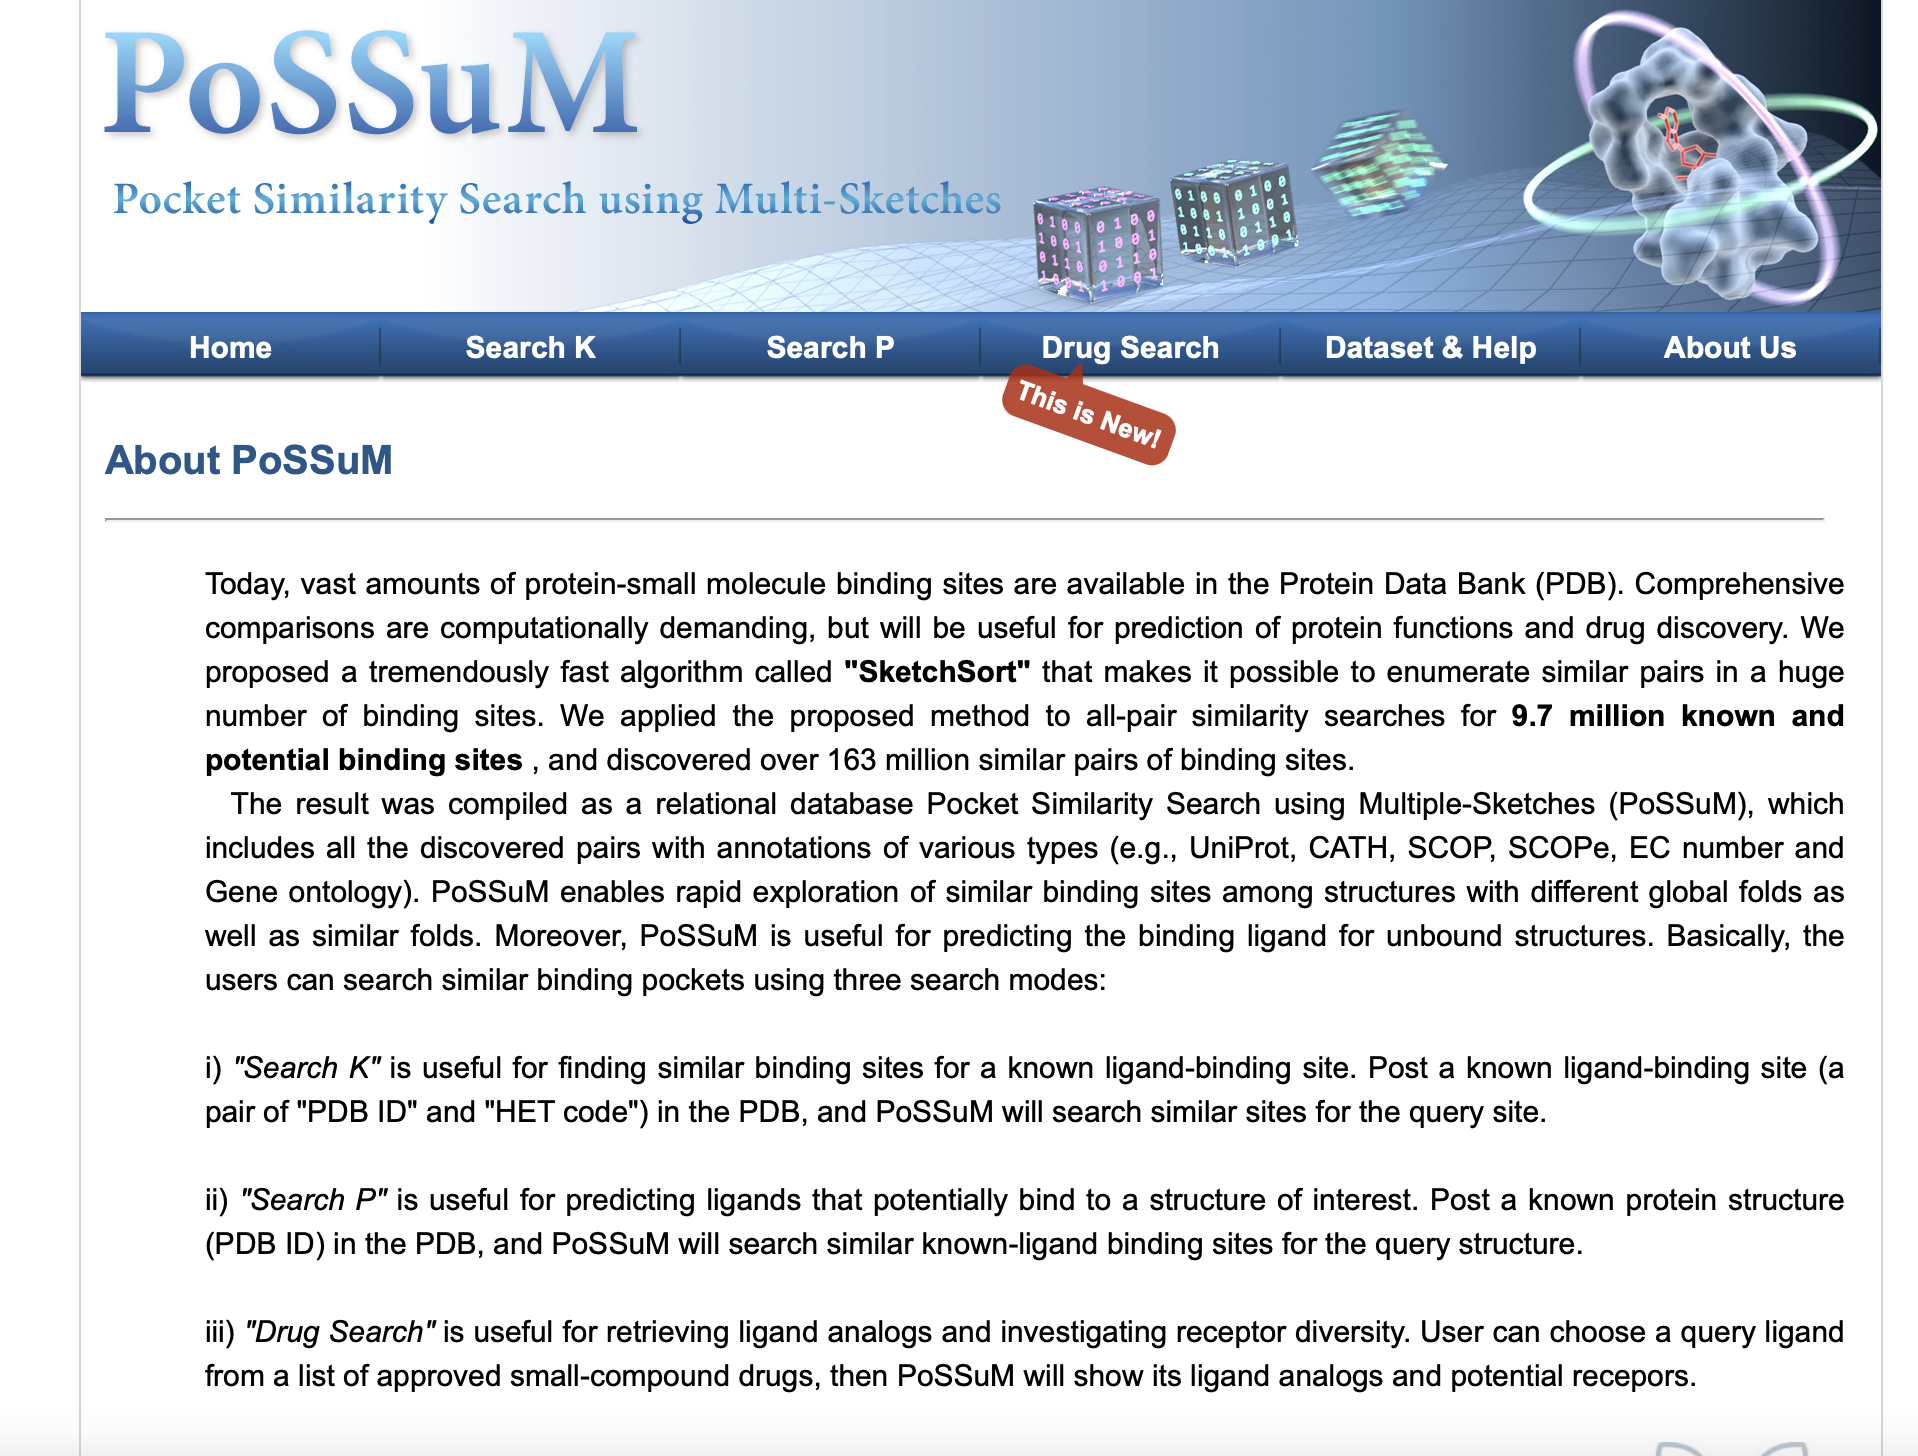 PoSSuM
Pocket Similarity Search using Multi-Sketches
Home Search K Search P Drug Search Dataset & Help About Us
This is New!
About PoSSuM
Today, vast amounts of protein-small molecule binding sites are available in the Protein Data Bank (PDB). Comprehensive
comparisons are computationally demanding, but will be useful for prediction of protein functions and drug discovery. We
proposed a tremendously fast algorithm called "SketchSort" that makes it possible to enumerate similar pairs in a huge
number of binding sites. We applied the proposed method to all-pair similarity searches for 9.7 million known and
potential binding sites , and discovered over 163 million similar pairs of binding sites.
The result was compiled as a relational database Pocket Similarity Search using Multiple-Sketches (PoSSuM), which
includes all the discovered pairs with annotations of various types (e.g., UniProt, CATH, SCOP, SCOPe, EC number and
Gene ontology). PoSSuM enables rapid exploration of similar binding sites among structures with different global folds as
well as similar folds. Moreover, PoSSuM is useful for predicting the binding ligand for unbound structures. Basically, the
users can search similar binding pockets using three search modes:
i) "Search K" is useful for finding similar binding sites for a known ligand-binding site. Post a known ligand-binding site (a
pair of "PDB ID" and "HET code") in the PDB, and PoSSuM will search similar sites for the query site.
ii) "Search P" is useful for predicting ligands that potentially bind to a structure of interest. Post a known protein structure
(PDB ID) in the PDB, and PoSSuM will search similar known-ligand binding sites for the query structure.
iii) "Drug Search" is useful for retrieving ligand analogs and investigating receptor diversity. User can choose a query ligand
from a list of approved small-compound drugs, then PoSSuM will show its ligand analogs and potential recepors.